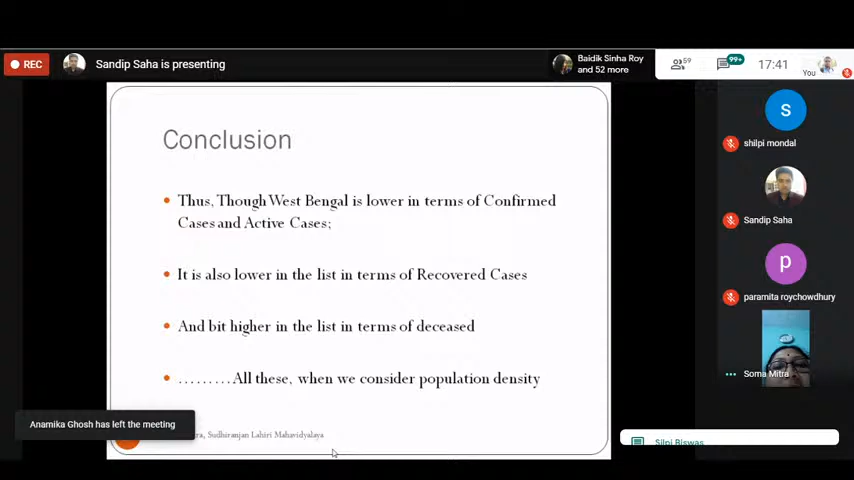 REC
Sandip Saha is presenting
Baidik Sinha Roy
and 52 more
59
99+
17:41
You
s
shilpi mondal
Conclusion
Thus, Though West Bengal is lower in terms of Confirmed
Cases and Active Cases;
Sandip Saha
It is also lower in the list in terms of Recovered Cases
p
paramita roychowdhury
And bit higher in the list in terms of deceased
.........All these, when we consider population density
Soma Mitra
Anamika Ghosh has left the meeting
Sudhiranjan Lahiri Mahavidyalaya
Silpi Biswas